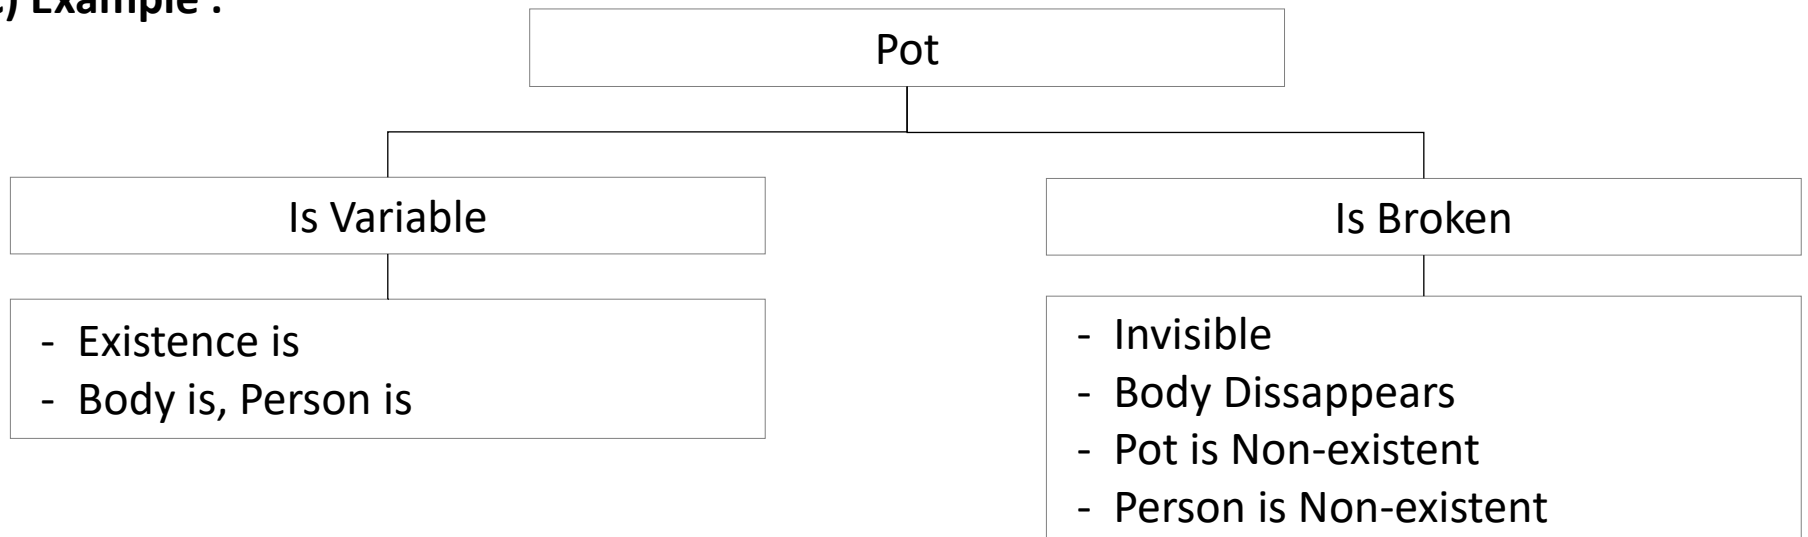 ) Example :
Pot
Is Variable
Is Broken
- Existence is
- Body is, Person is
- Invisible
- Body Dissappears
- Pot is Non-existent
- Person is Non-existent